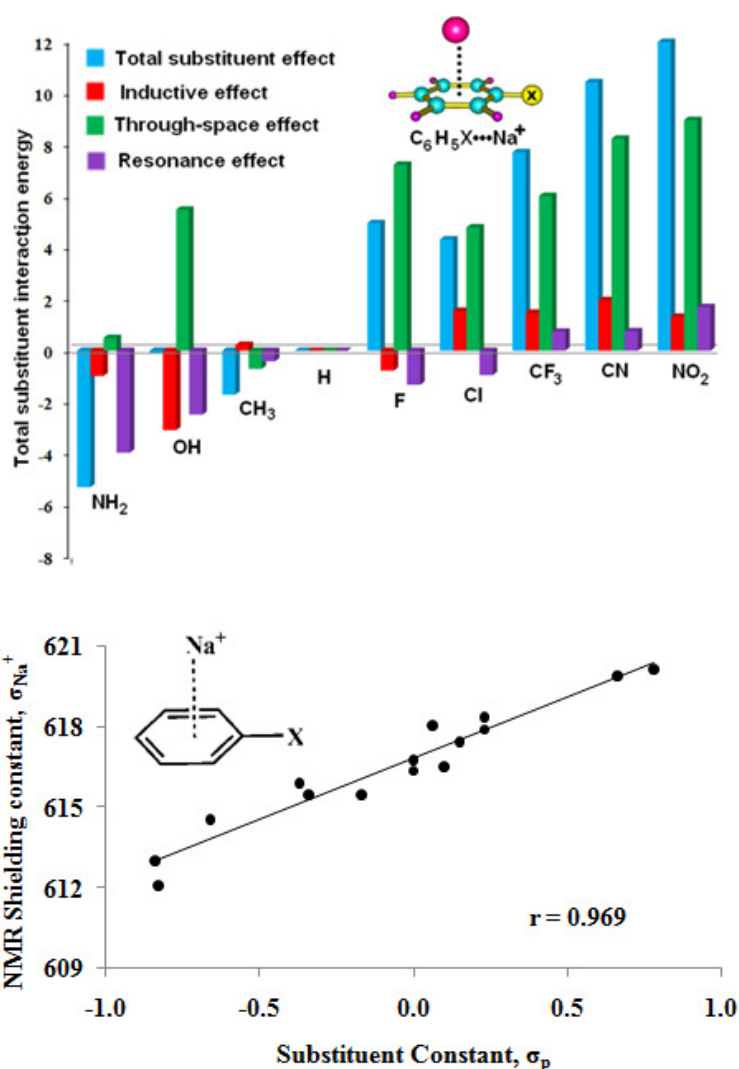 12
10
8
6
4
2
0
-2
-4
-6
-8
Total substituent interaction energy
Total substituent effect
Inductive effect
Through-space effect
Resonance effect
X
C₆H₅X•••Na⁺
NH₂
OH
CH₃
H
F
Cl
CF₃
CN
NO₂
621
618
615
612
609
NMR Shielding constant, σNa⁺
Na⁺
X
r = 0.969
-1.0 -0.5 0.0 0.5 1.0
Substituent Constant, σₚ